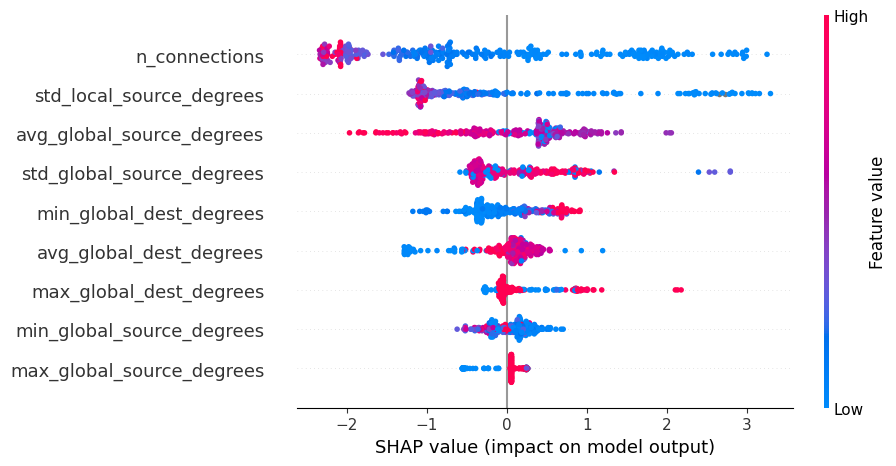 High
n_connections
std_local_source_degrees
avg_global_source_degrees
std_global_source_degrees
min_global_dest_degrees
avg_global_dest_degrees
max_global_dest_degrees
min_global_source_degrees
max_global_source_degrees
Feature value
Low
−2 −1 0 1 2 3
SHAP value (impact on model output)